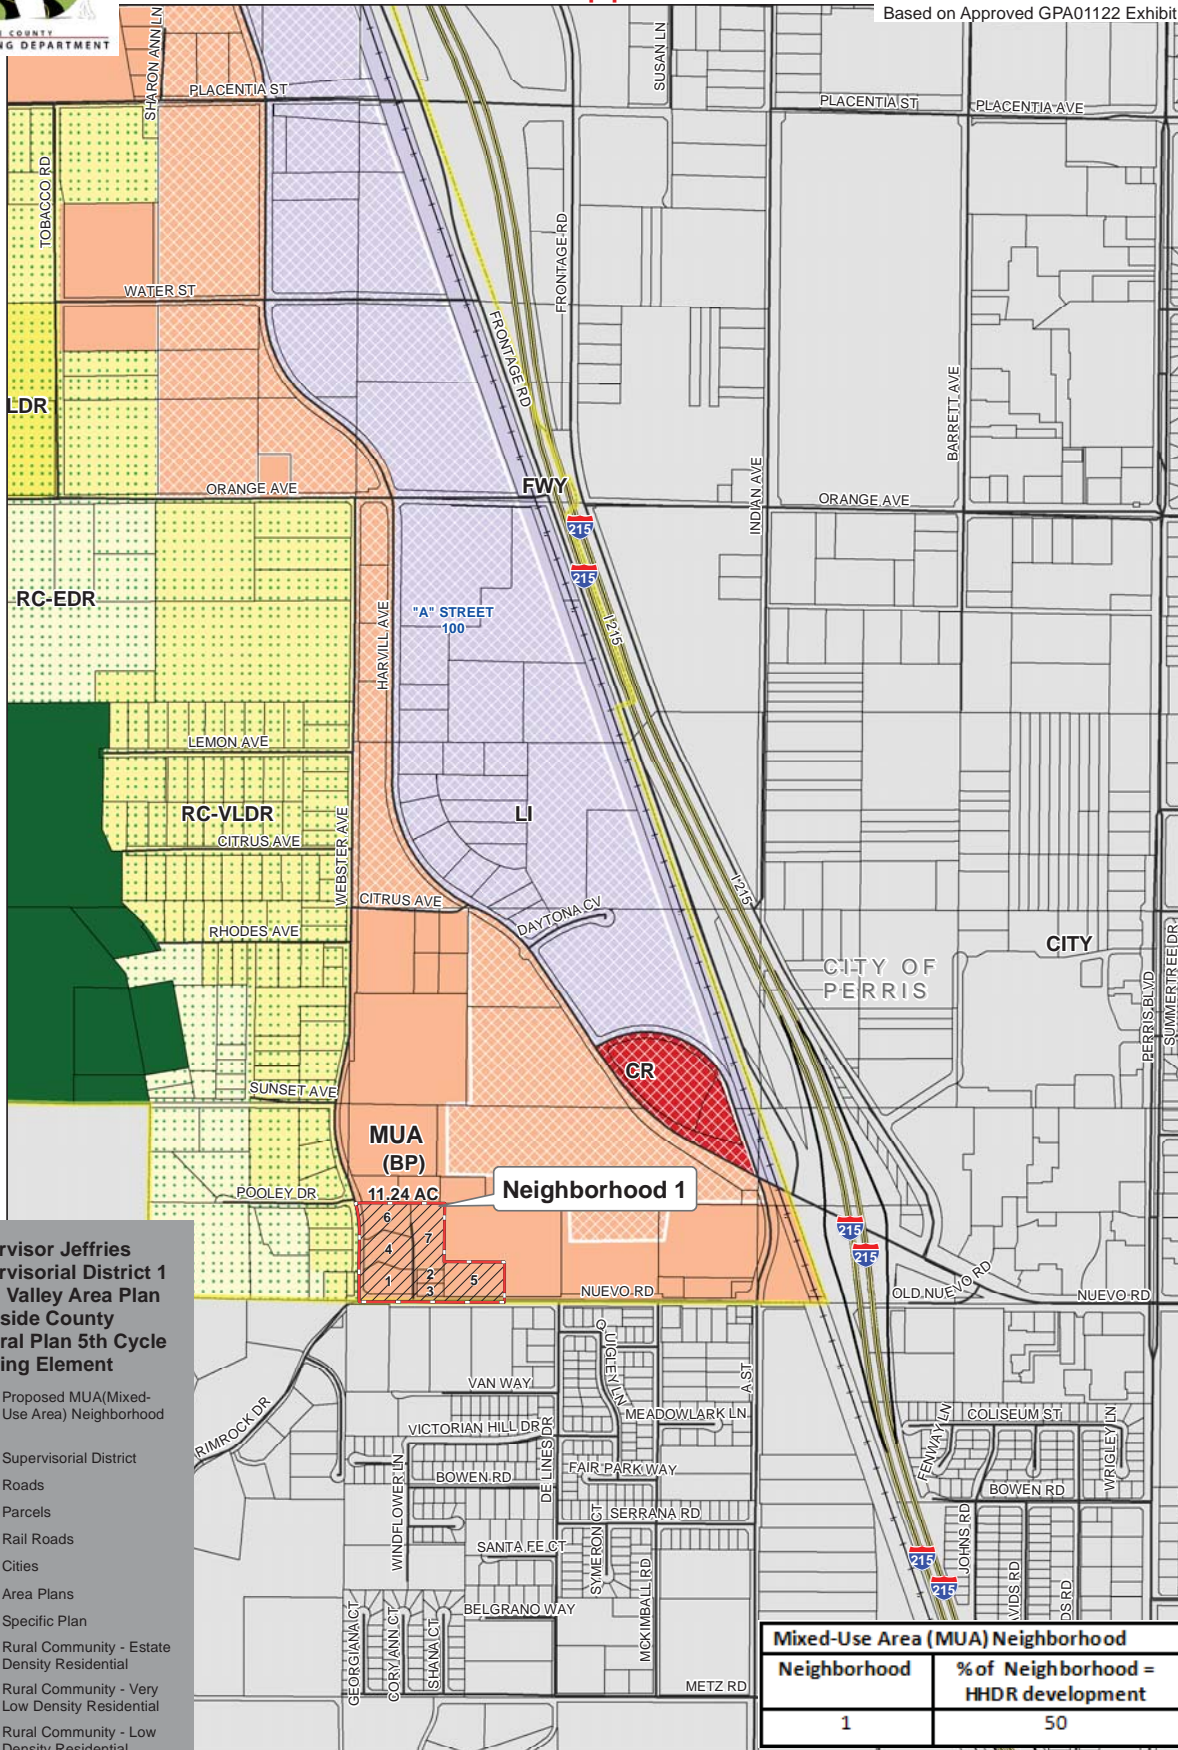 COUNTY
NG DEPARTMENT
Based on Approved GPA01122 Exhibit
SHARON ANN LN
SUSAN LN
PLACENTIA ST
PLACENTIA ST
PLACENTIA AVE
TOBACCO RD
FRONTAGE RD
WATER ST
FRONTAGE RD
LDR
BARRETT AVE
INDIAN AVE
ORANGE AVE
FWY
ORANGE AVE
215
215
RC-EDR
"A" STREET
100
HARVILL AVE
I 215
LEMON AVE
RC-VLDR
LI
CITRUS AVE
WEBSTER AVE
CITRUS AVE
I 215
DAYTONA CV
RHODES AVE
CITY
CITY OF
PERRIS
PERRIS BLVD
SUMMERTREE DR
CR
SUNSET AVE
MUA
(BP)
POOLEY DR
11.24 AC
Neighborhood 1
6
7
4
215
215
1
2
3
5
NUEVO RD
OLD NUEVO RD
NUEVO RD
rvisor Jeffries
rvisorial District 1
Valley Area Plan
side County
ral Plan 5th Cycle
ing Element
Proposed MUA(Mixed-
Use Area) Neighborhood
Supervisorial District
Roads
Parcels
Rail Roads
Cities
Area Plans
Specific Plan
Rural Community - Estate
Density Residential
Rural Community - Very
Low Density Residential
Rural Community - Low
Density Residential
QUIGLEY LN
A ST
VAN WAY
MEADOWLARK LN
COLISEUM ST
RIMROCK DR
VICTORIAN HILL DR
DE LINES DR
FENWAY LN
WRIGLEY LN
BOWEN RD
FAIR PARK WAY
BOWEN RD
WINDFLOWER LN
SERRANA RD
SANTA FE CT
SYMERON CT
JOHNS RD
215
215
VIDS RD
DS RD
MCKIMBALL RD
BELGRANO WAY
GEORGIANA CT
CORY ANN CT
SHANA CT
METZ RD
Mixed-Use Area (MUA) Neighborhood
Neighborhood
% of Neighborhood =
HHDR development
1
50